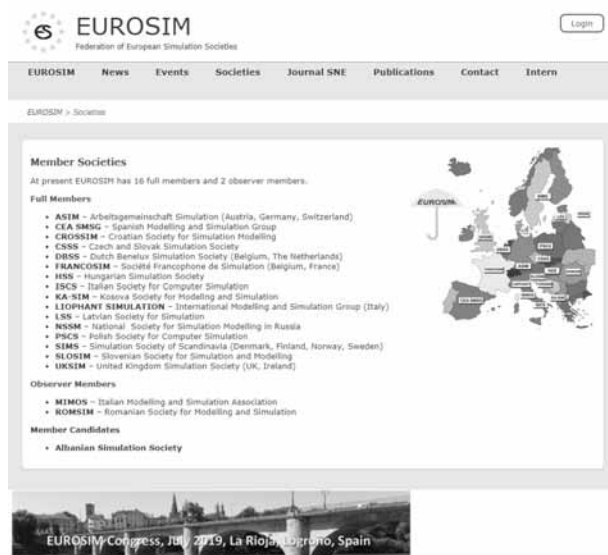 EUROSIM
Federation of European Simulation Societies
Login
EUROSIM News Events Societies Journal SNE Publications Contact Intern
EUROSIM > Societies
Member Societies
At present EUROSIM has 16 full members and 2 observer members.
Full Members
• ASIM – Arbeitsgemeinschaft Simulation (Austria, Germany, Switzerland)
• CEA SMSG – Spanish Modelling and Simulation Group
• CROSSIM – Croatian Society for Simulation Modelling
• CSSS – Czech and Slovak Simulation Society
• DBSS – Dutch Benelux Simulation Society (Belgium, The Netherlands)
• FRANCOSIM – Société Francophone de Simulation (Belgium, France)
• HSS – Hungarian Simulation Society
• ISCS – Italian Society for Computer Simulation
• KA-SIM – Kosova Society for Modeling and Simulation
• LIOPHANT SIMULATION – International Modelling and Simulation Group (Italy)
• LSS – Latvian Society for Simulation
• NSSM – National Society for Simulation Modelling in Russia
• PSCS – Polish Society for Computer Simulation
• SIMS – Simulation Society of Scandinavia (Denmark, Finland, Norway, Sweden)
• SLOSIM – Slovenian Society for Simulation and Modelling
• UKSIM – United Kingdom Simulation Society (UK, Ireland)
Observer Members
• MIMOS – Italian Modelling and Simulation Association
• ROMSIM – Romanian Society for Modelling and Simulation
Member Candidates
• Albanian Simulation Society
EUROSIM
CEA SMSG
EUROSIM Congress, July 2019, La Rioja, Logroño, Spain